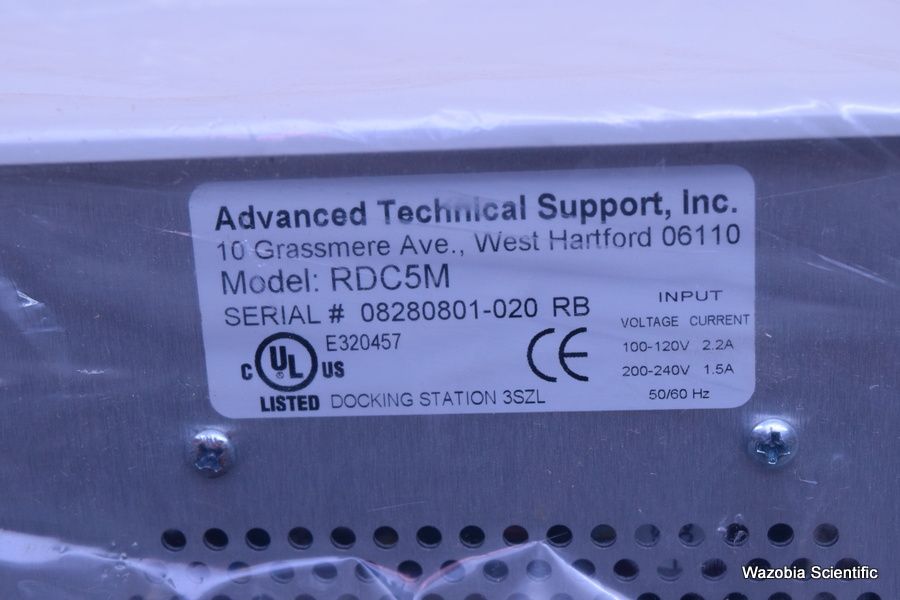 Advanced Technical Support, Inc.
10 Grassmere Ave., West Hartford 06110
Model: RDC5M
SERIAL # 08280801-020 RB
E320457
C UL ® US
LISTED DOCKING STATION 3SZL
CE
INPUT
VOLTAGE CURRENT
100-120V 2.2A
200-240V 1.5A
50/60 Hz
Wazobia Scientific